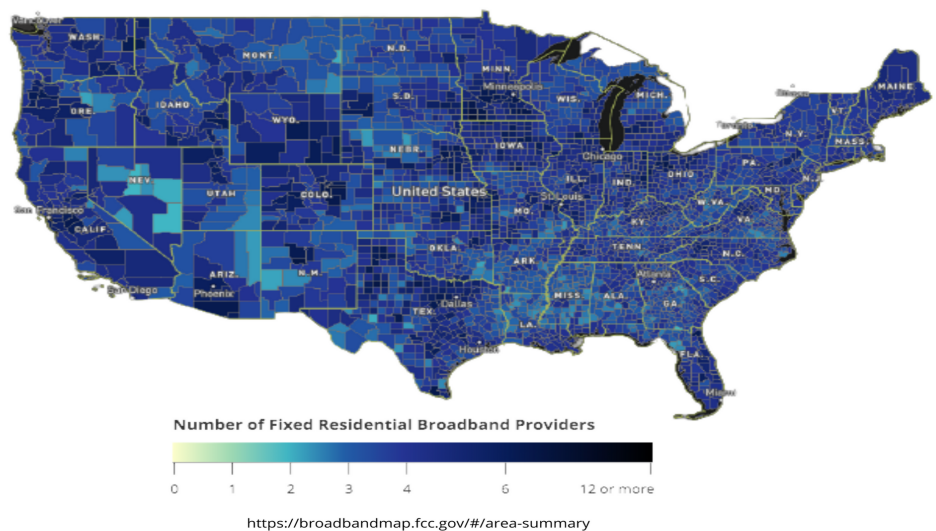 Vancouver
WASH.
MONT.
N.D.
MINN.
Minneapolis
MAINE
ORE.
IDAHO
S.D.
WIS.
MICH.
Ottawa
VT.
WYO.
Toronto
N.Y.
MASS.
NEBR.
IOWA
Chicago
PA.
N.J.
NEV.
UTAH
COLO.
United States
ILL.
IND.
OHIO
MD.
San Francisco
MO.
St Louis
W.VA.
VA.
CALIF.
KY.
OKLA.
TENN.
N.C.
ARIZ.
N.M.
ARK.
Atlanta
S.C.
San Diego
Phoenix
Dallas
MISS.
ALA.
GA.
TEX.
LA.
Houston
FLA.
Miami
Number of Fixed Residential Broadband Providers
0 1 2 3 4 6 12 or more
https://broadbandmap.fcc.gov/#/area-summary